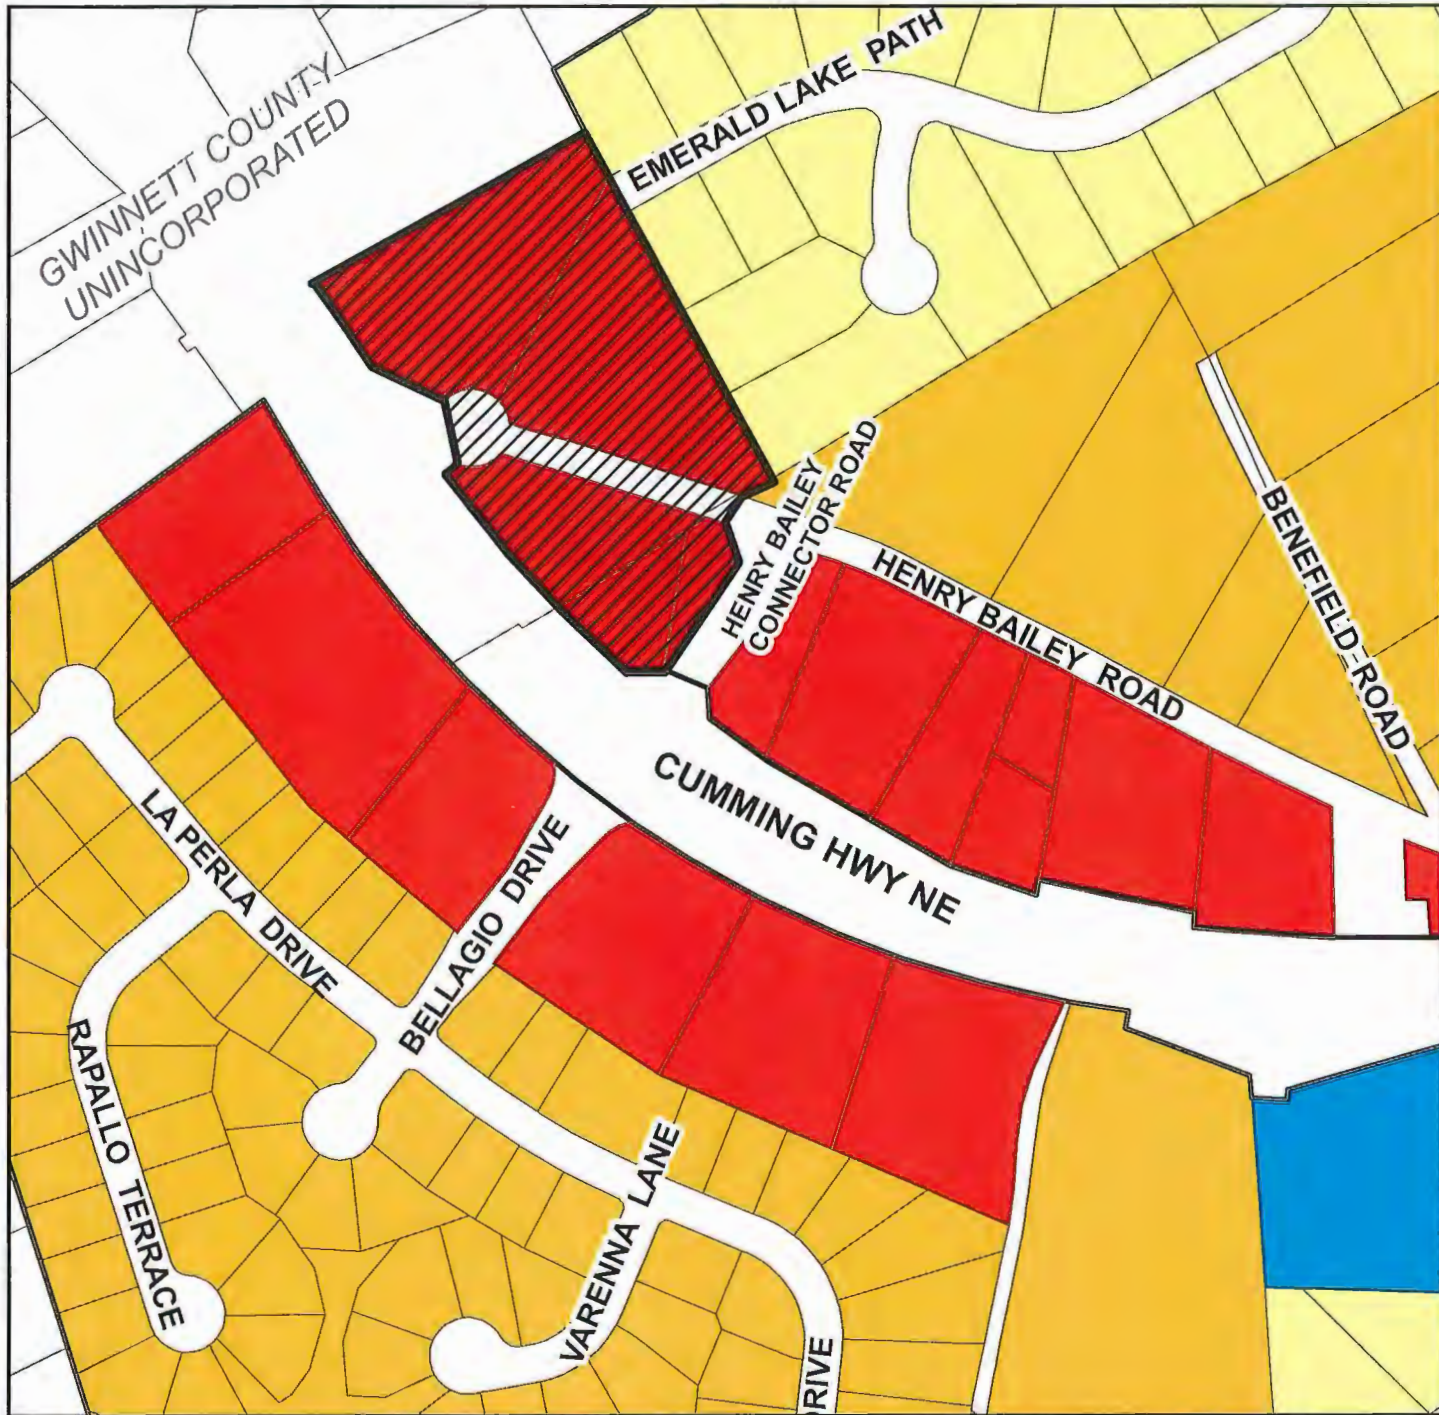 EMERALD LAKE PATH
GWINNETT COUNTY
UNINCORPORATED
HENRY BAILEY
CONNECTOR ROAD
HENRY BAILEY ROAD
BENEFIELD ROAD
CUMMING HWY NE
LA PERLA DRIVE
BELLAGIO DRIVE
RAPALLO TERRACE
VARENNA LANE
DRIVE